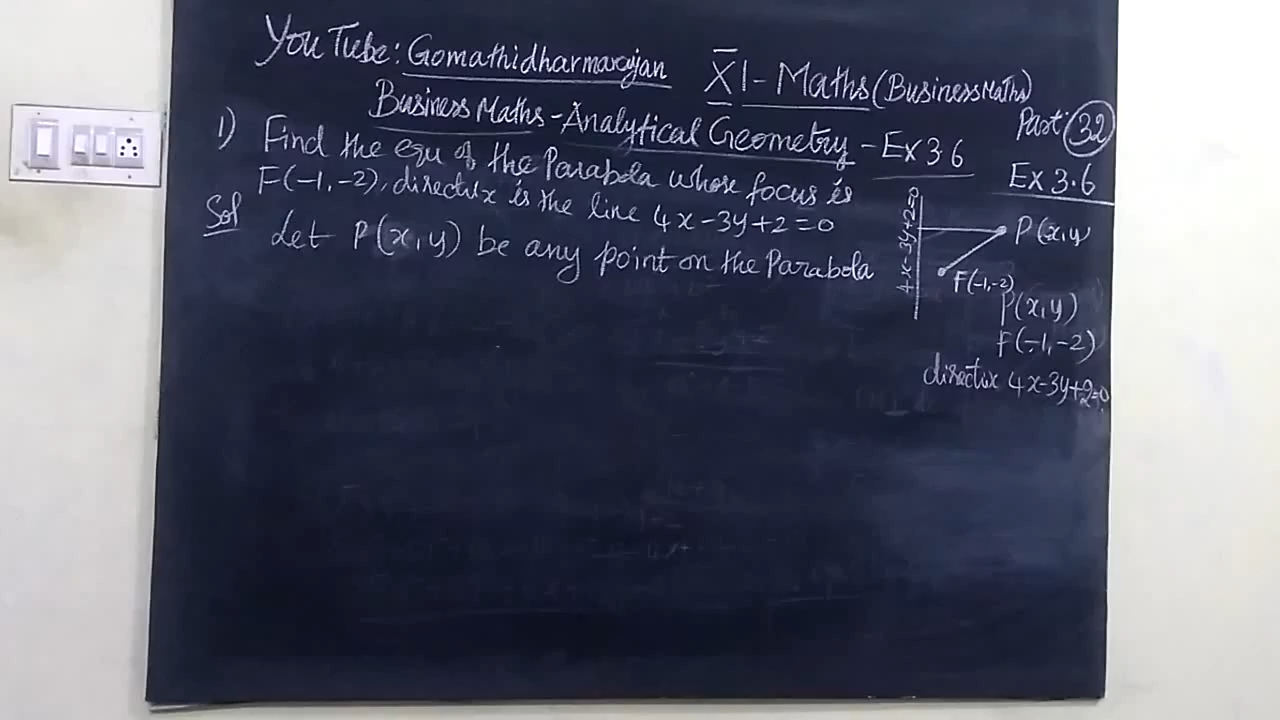 YouTube: Gomathidharmarajan XI-Maths (Business Maths)
Business Maths - Analytical Geometry - Ex 3 6
Part 32
Ex 3.6
1) Find the equ of the Parabola whose focus is
F(-1,-2), directrix is the line 4x-3y+2=0
Sol
Let P(x,y) be any point on the Parabola
4x-3y+2=0
P(x,y
F(-1,-2)
P(x,y)
F(-1,-2)
directrix 4x-3y+2=0